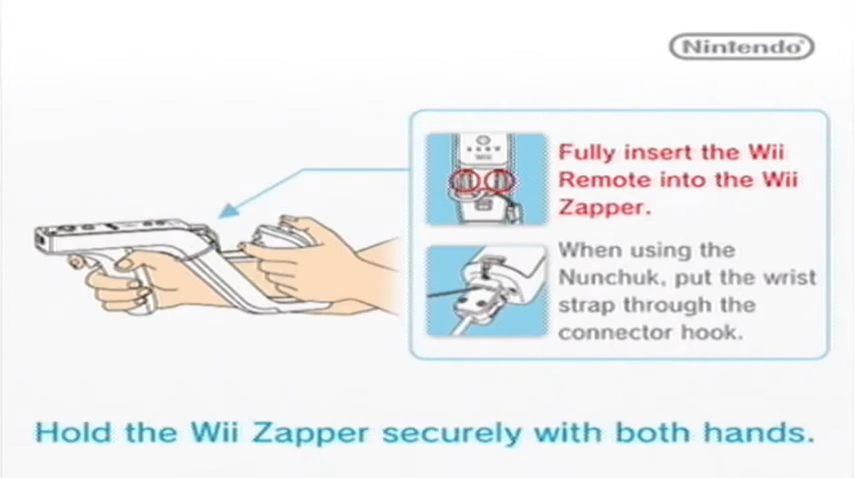 Nintendo
Fully insert the Wii
Remote into the Wii
Zapper.
When using the
Nunchuk, put the wrist
strap through the
connector hook.
Hold the Wii Zapper securely with both hands.